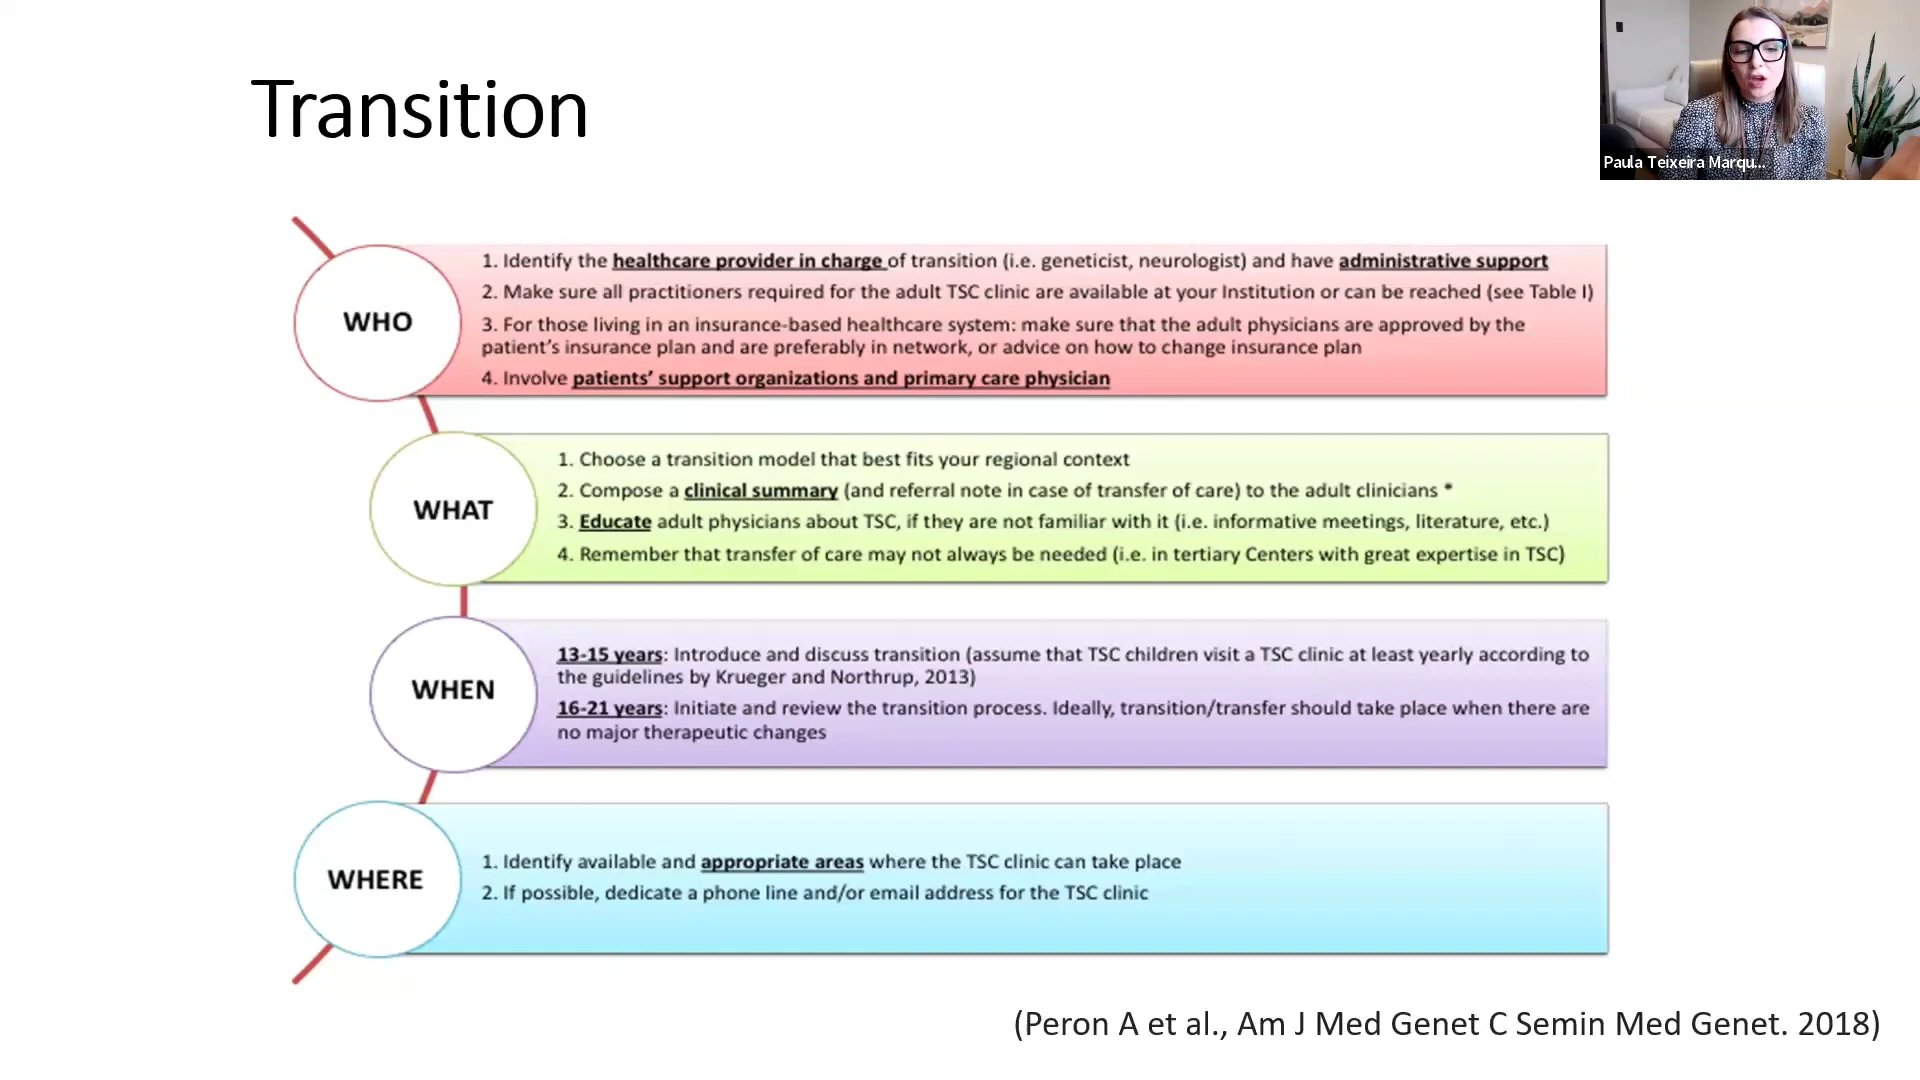 Transition
Paula Teixeira Marqu...
WHO
1. Identify the healthcare provider in charge of transition (i.e. geneticist, neurologist) and have administrative support
2. Make sure all practitioners required for the adult TSC clinic are available at your Institution or can be reached (see Table I)
3. For those living in an insurance-based healthcare system: make sure that the adult physicians are approved by the
patient's insurance plan and are preferably in network, or advice on how to change insurance plan
4. Involve patients' support organizations and primary care physician
WHAT
1. Choose a transition model that best fits your regional context
2. Compose a clinical summary (and referral note in case of transfer of care) to the adult clinicians *
3. Educate adult physicians about TSC, if they are not familiar with it (i.e. informative meetings, literature, etc.)
4. Remember that transfer of care may not always be needed (i.e. in tertiary Centers with great expertise in TSC)
WHEN
13-15 years: Introduce and discuss transition (assume that TSC children visit a TSC clinic at least yearly according to
the guidelines by Krueger and Northrup, 2013)
16-21 years: Initiate and review the transition process. Ideally, transition/transfer should take place when there are
no major therapeutic changes
WHERE
1. Identify available and appropriate areas where the TSC clinic can take place
2. If possible, dedicate a phone line and/or email address for the TSC clinic
(Peron A et al., Am J Med Genet C Semin Med Genet. 2018)